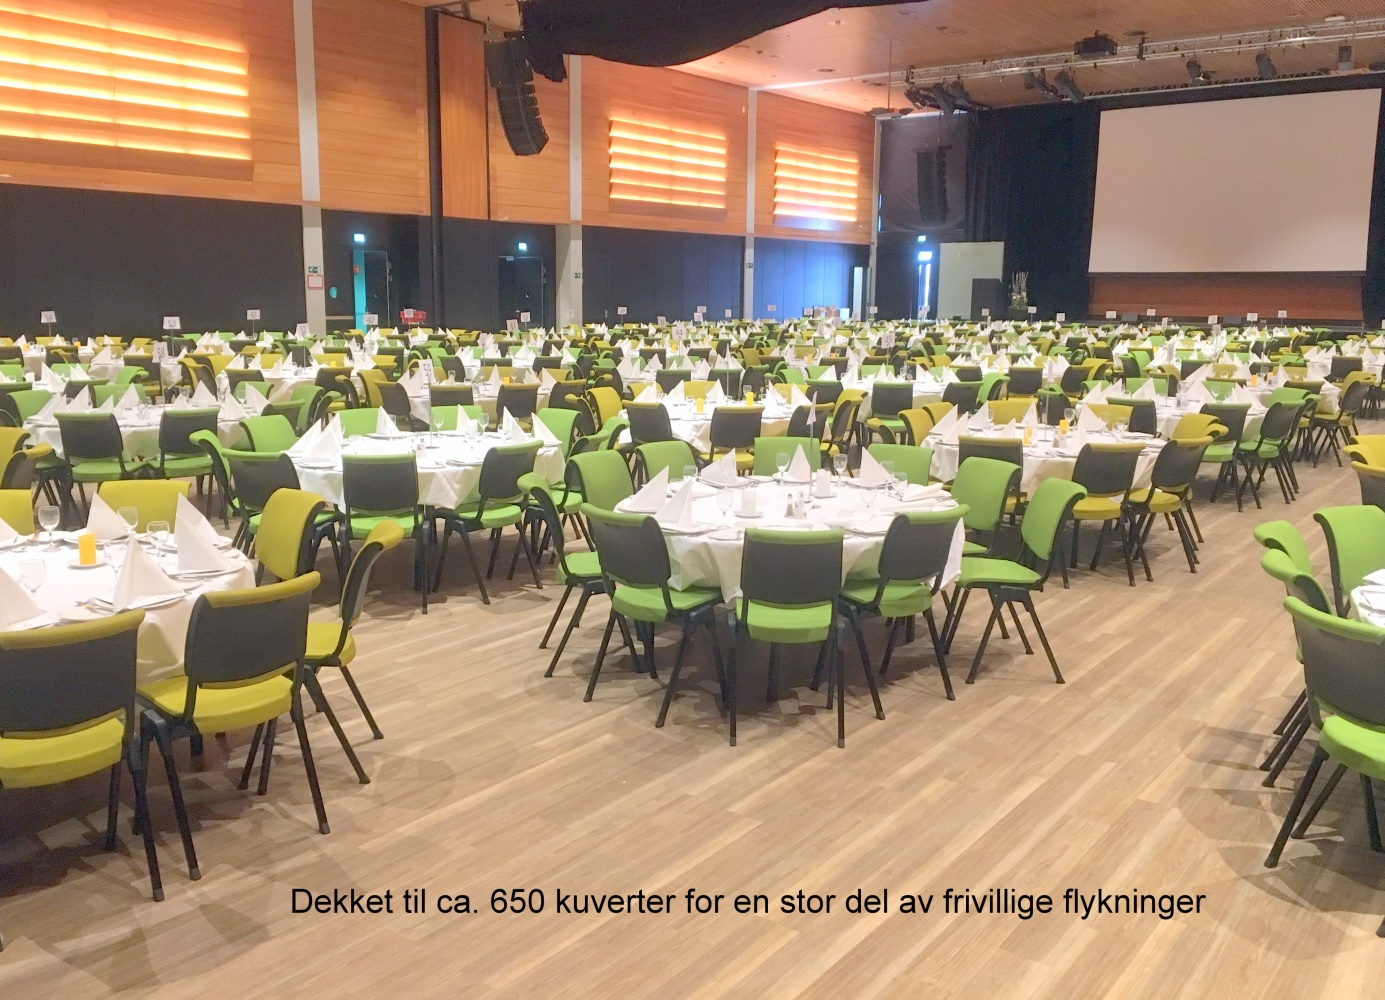 Dekket til ca. 650 kuverter for en stor del av frivillige flykninger